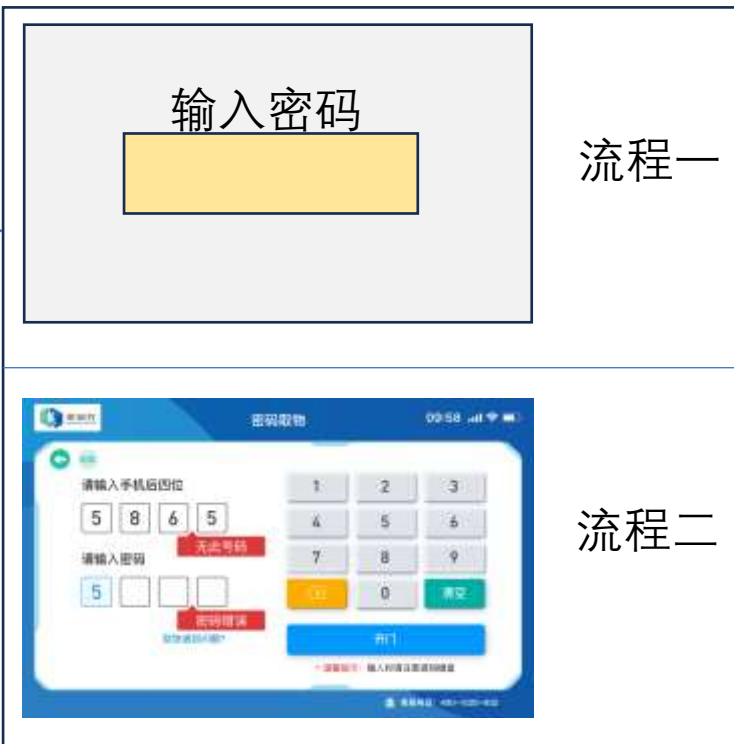 输入密码
流程一
密码取物
09:58
请输入手机后四位
5 8 6 5
无此号码
请输入密码
5
密码错误
1 2 3
4 5 6
7 8 9
0 清空
开门
流程二